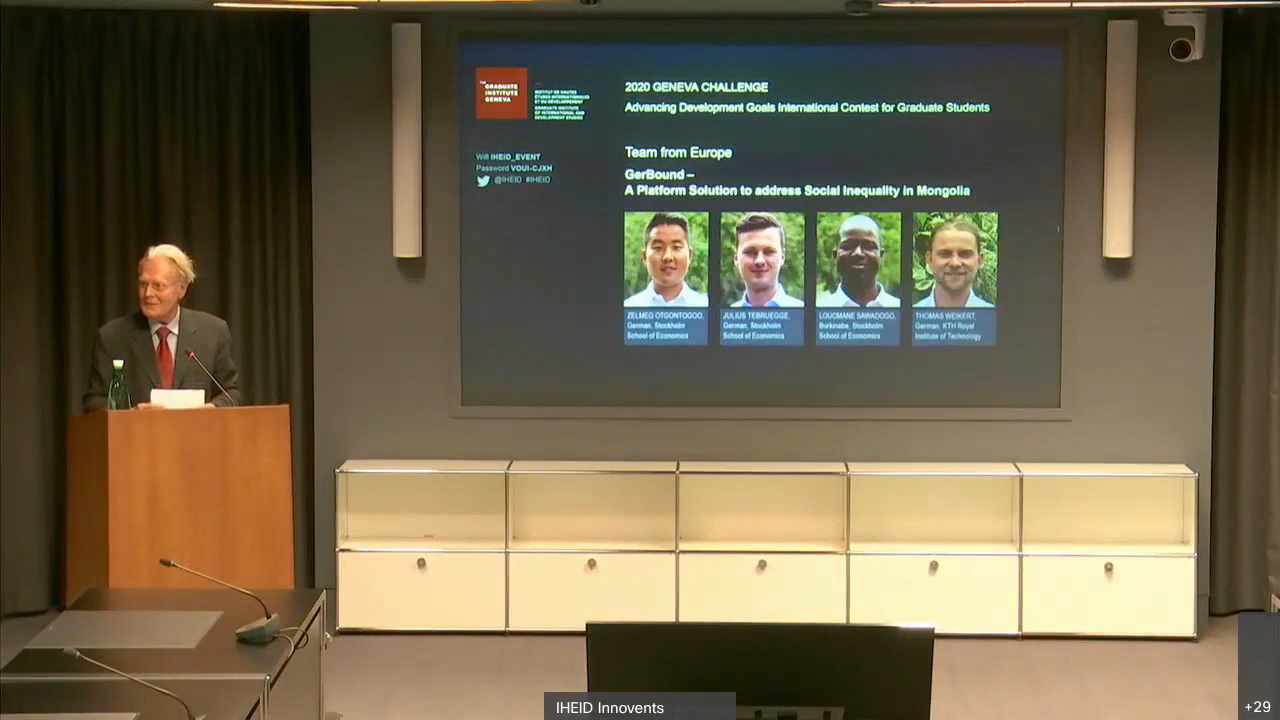 THE
GRADUATE
INSTITUTE
GENEVA
INSTITUT DE HAUTES
ÉTUDES INTERNATIONALES
ET DU DÉVELOPPEMENT
GRADUATE INSTITUTE
OF INTERNATIONAL AND
DEVELOPMENT STUDIES
Wifi IHEID_EVENT
Password VOUI-CJXH
@IHEID #IHEID
2020 GENEVA CHALLENGE
Advancing Development Goals International Contest for Graduate Students
Team from Europe
GerBound –
A Platform Solution to address Social Inequality in Mongolia
ZELMEG OTGONTOGOO,
German, Stockholm
School of Economics
JULIUS TEBRUEGGE,
German, Stockholm
School of Economics
LOUCMANE SAWADOGO,
Burkinabe, Stockholm
School of Economics
THOMAS WEIKERT,
German, KTH Royal
Institute of Technology
IHEID Innovents
+29